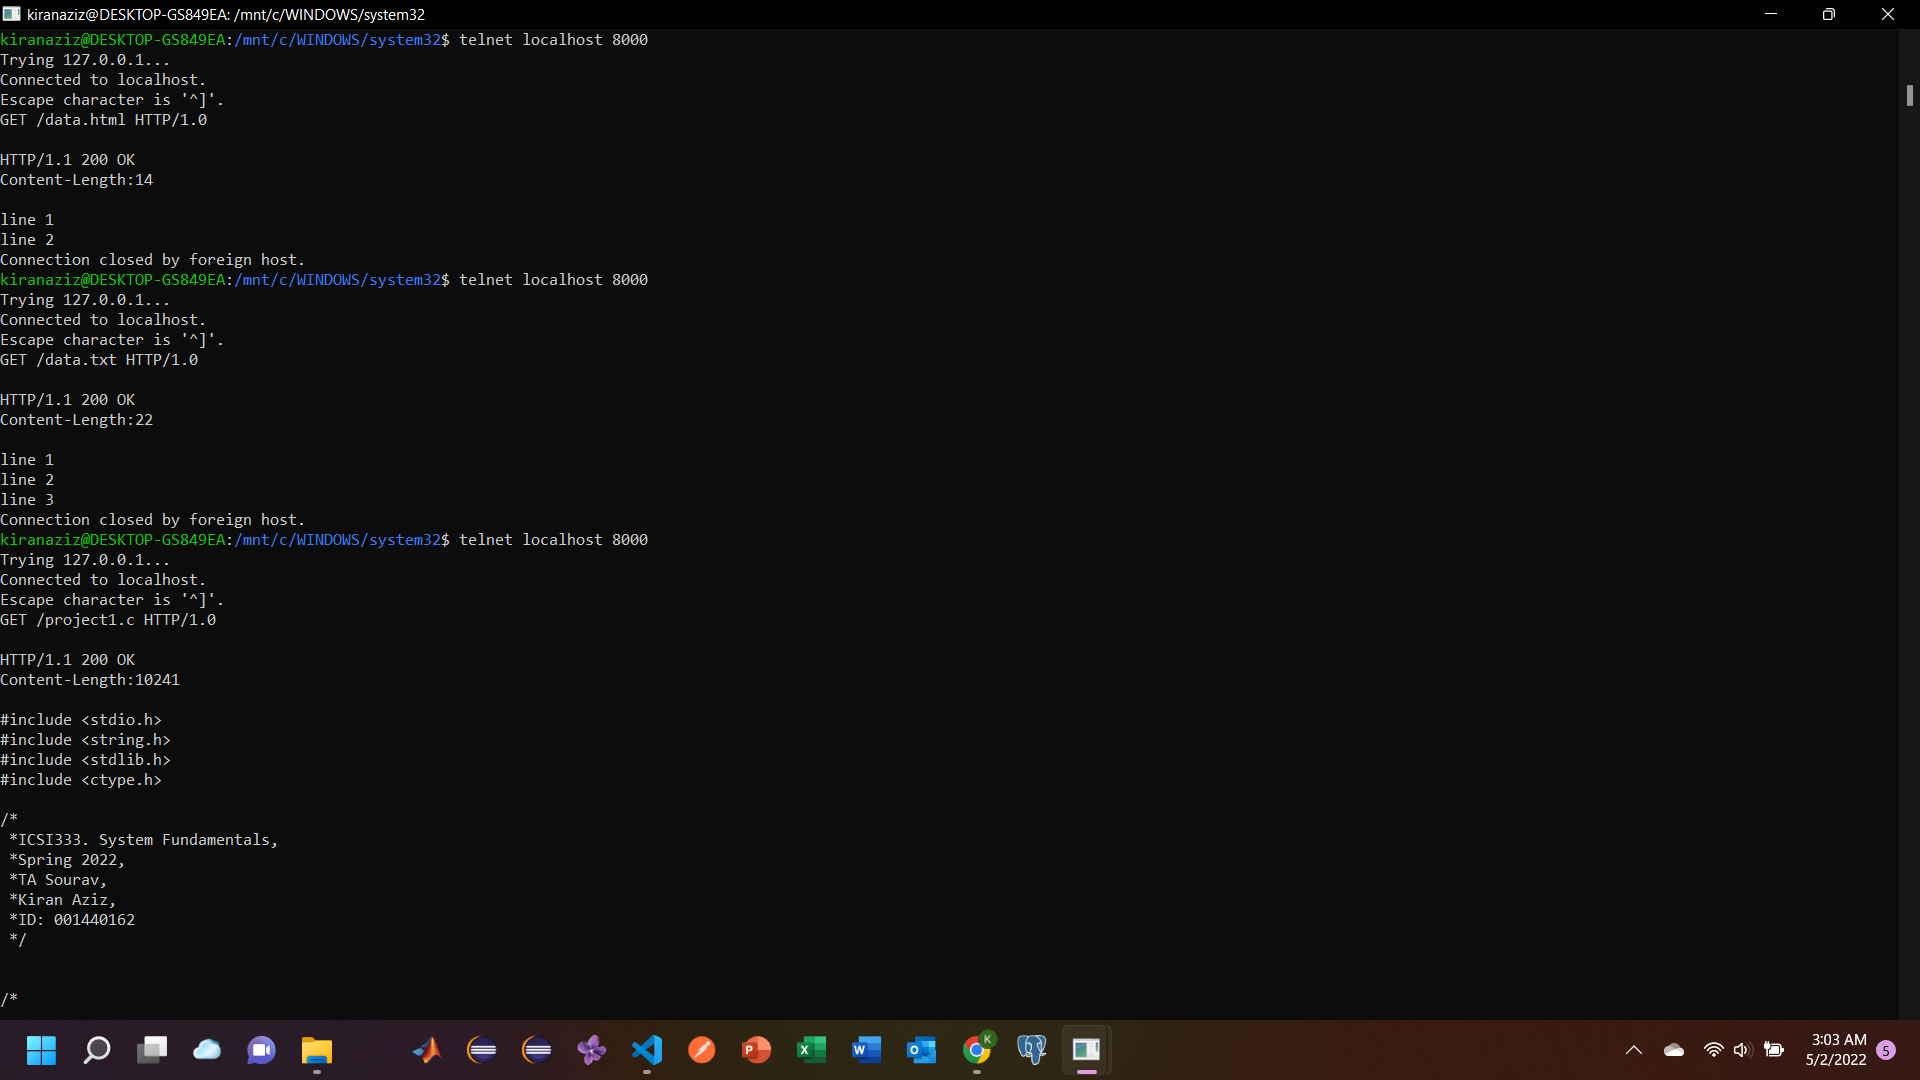 kiranaziz@DESKTOP-GS849EA: /mnt/c/WINDOWS/system32
kiranaziz@DESKTOP-GS849EA:/mnt/c/WINDOWS/system32$ telnet localhost 8000
Trying 127.0.0.1...
Connected to localhost.
Escape character is '^]'.
GET /data.html HTTP/1.0

HTTP/1.1 200 OK
Content-Length:14

line 1
line 2
Connection closed by foreign host.
kiranaziz@DESKTOP-GS849EA:/mnt/c/WINDOWS/system32$ telnet localhost 8000
Trying 127.0.0.1...
Connected to localhost.
Escape character is '^]'.
GET /data.txt HTTP/1.0

HTTP/1.1 200 OK
Content-Length:22

line 1
line 2
line 3
Connection closed by foreign host.
kiranaziz@DESKTOP-GS849EA:/mnt/c/WINDOWS/system32$ telnet localhost 8000
Trying 127.0.0.1...
Connected to localhost.
Escape character is '^]'.
GET /project1.c HTTP/1.0

HTTP/1.1 200 OK
Content-Length:10241

#include <stdio.h>
#include <string.h>
#include <stdlib.h>
#include <ctype.h>

/*
 *ICSI333. System Fundamentals,
 *Spring 2022,
 *TA Sourav,
 *Kiran Aziz,
 *ID: 001440162
 */

/*
P
X
W
O
K
3:03 AM
5/2/2022
5